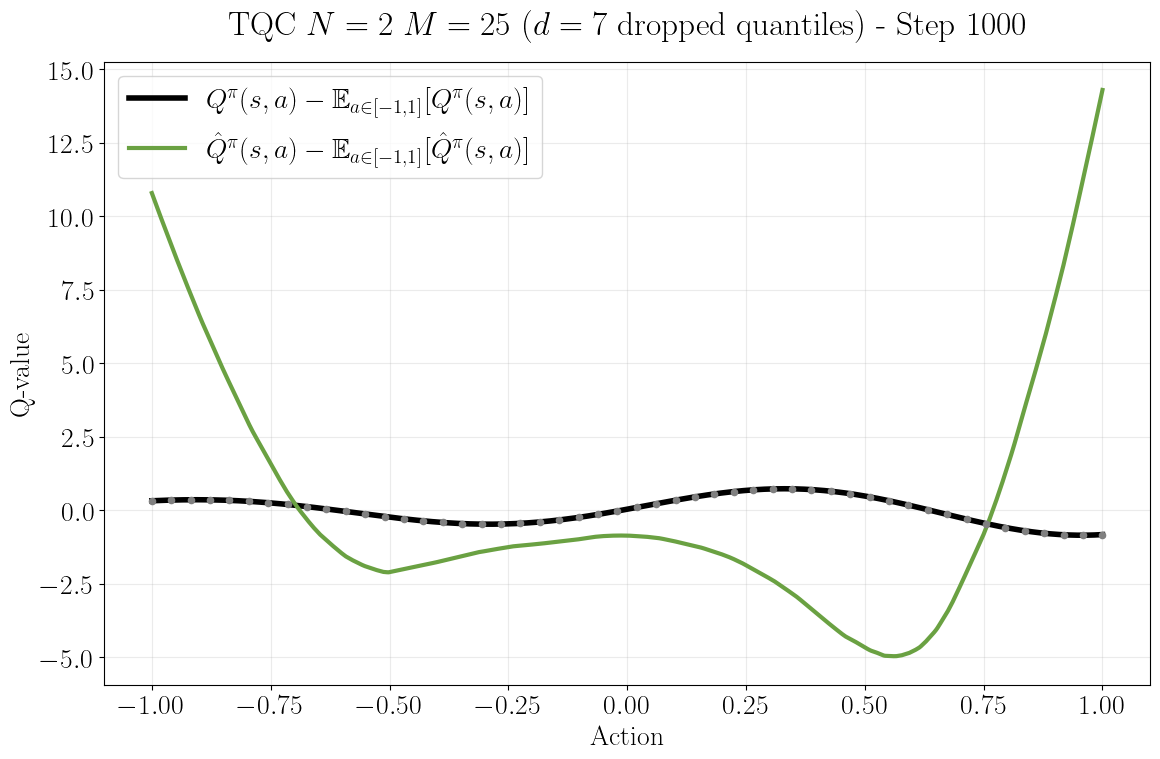 TQC N = 2 M = 25 (d = 7 dropped quantiles) - Step 1000
Q^π(s, a) − 𝔼_{a∈[−1,1]}[Q^π(s, a)]
Q̂^π(s, a) − 𝔼_{a∈[−1,1]}[Q̂^π(s, a)]
15.0
12.5
10.0
7.5
5.0
2.5
0.0
−2.5
−5.0
Q-value
−1.00 −0.75 −0.50 −0.25 0.00 0.25 0.50 0.75 1.00
Action